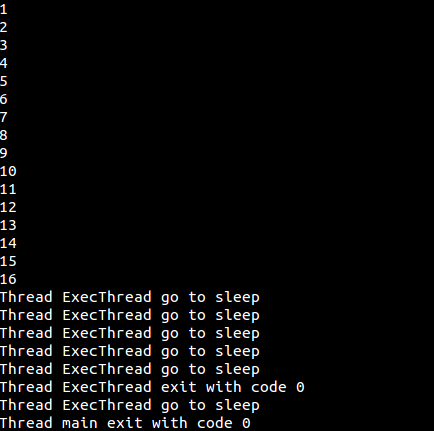 1
2
3
4
5
6
7
8
9
10
11
12
13
14
15
16
Thread ExecThread go to sleep
Thread ExecThread go to sleep
Thread ExecThread go to sleep
Thread ExecThread go to sleep
Thread ExecThread go to sleep
Thread ExecThread exit with code 0
Thread ExecThread go to sleep
Thread main exit with code 0